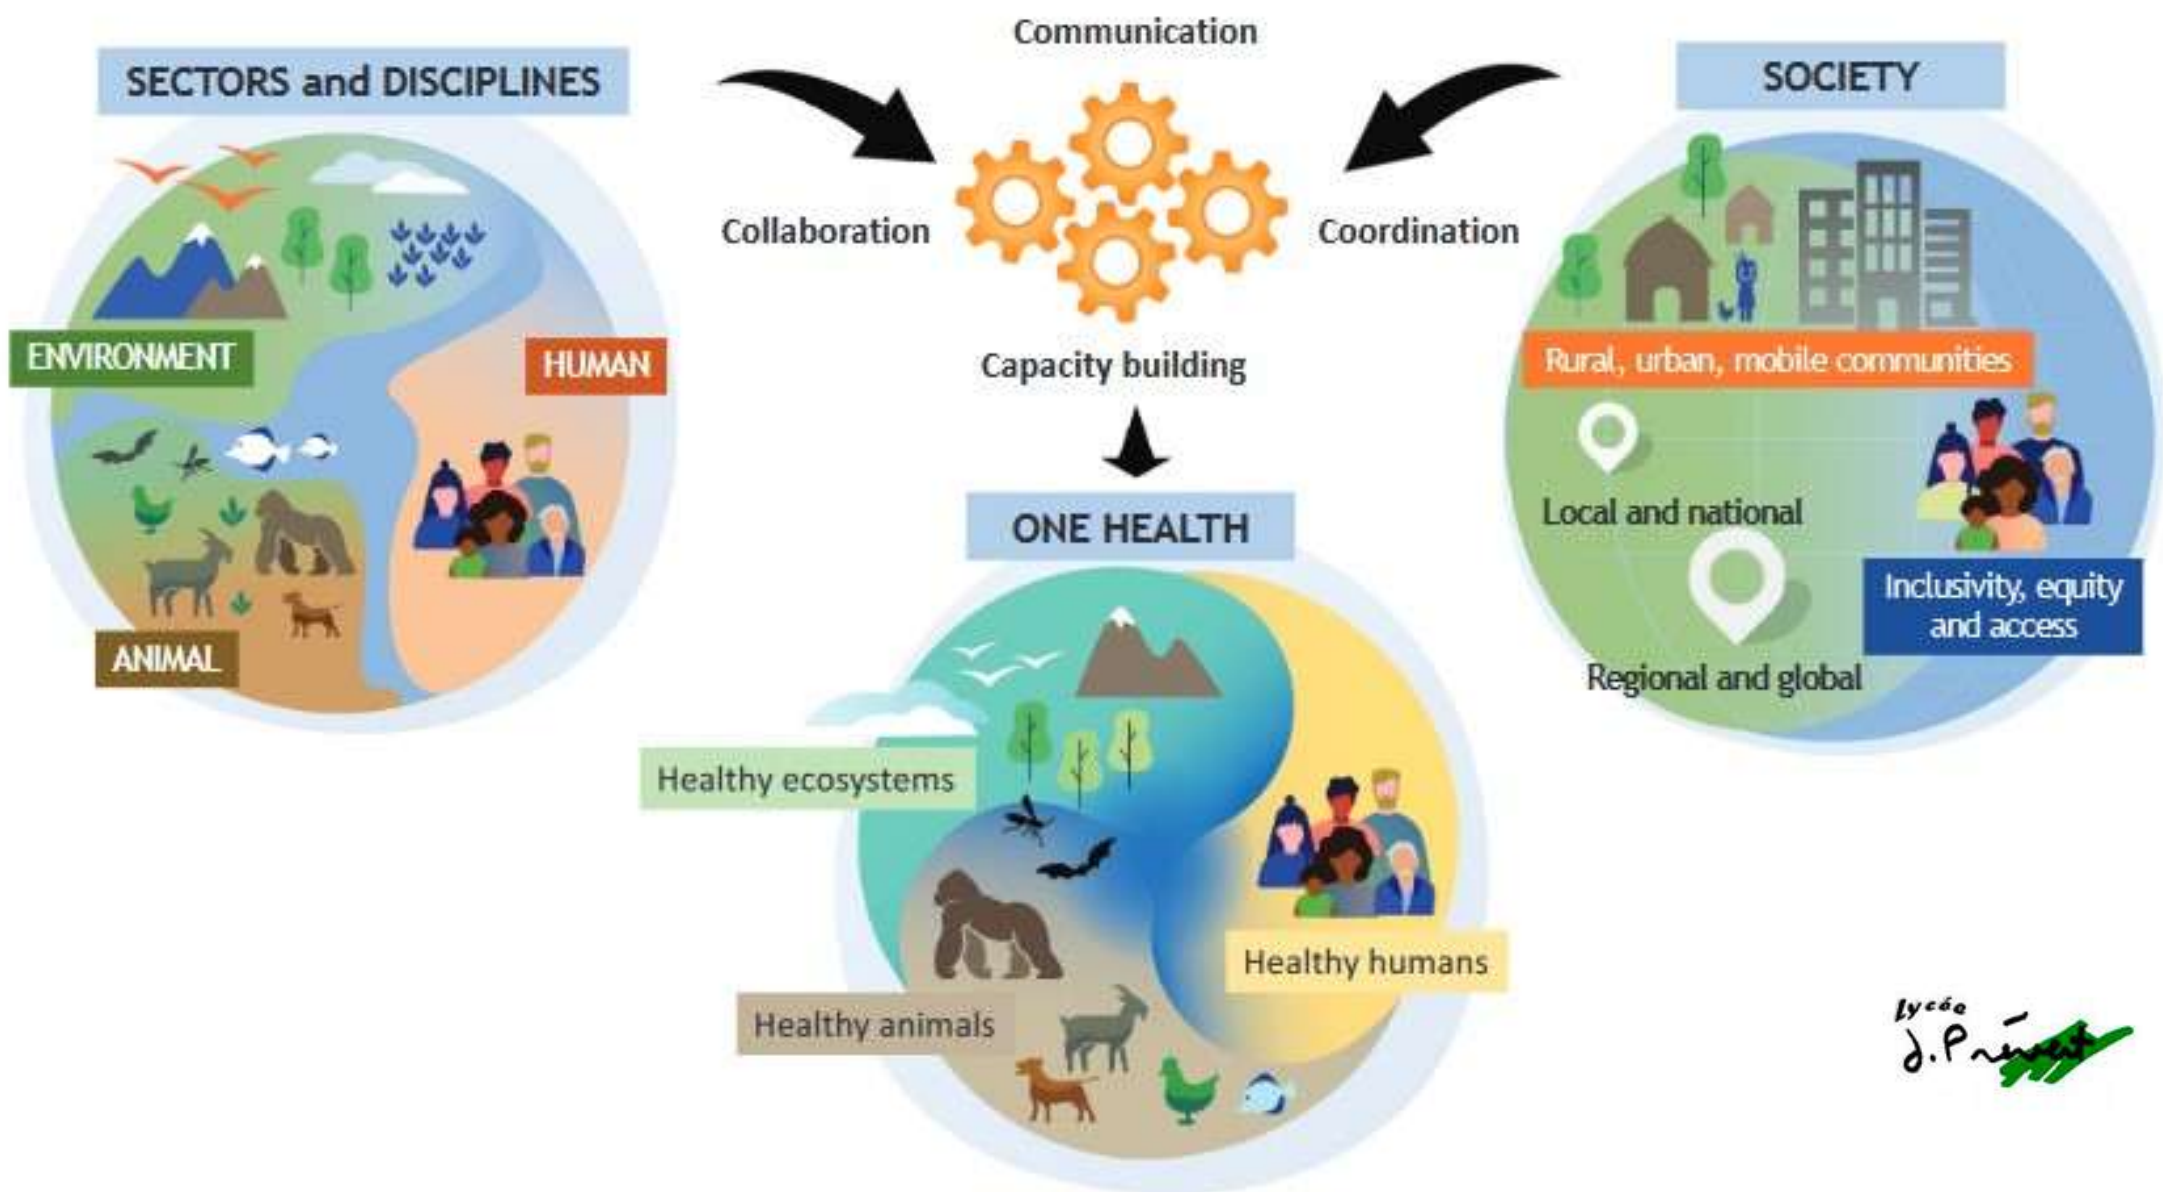 Communication
SECTORS and DISCIPLINES
SOCIETY
Collaboration
Coordination
ENVIRONMENT
HUMAN
Capacity building
Rural, urban, mobile communities
Local and national
ONE HEALTH
Inclusivity, equity
and access
ANIMAL
Regional and global
Healthy ecosystems
Healthy humans
Healthy animals
Lycée
J. Prévert